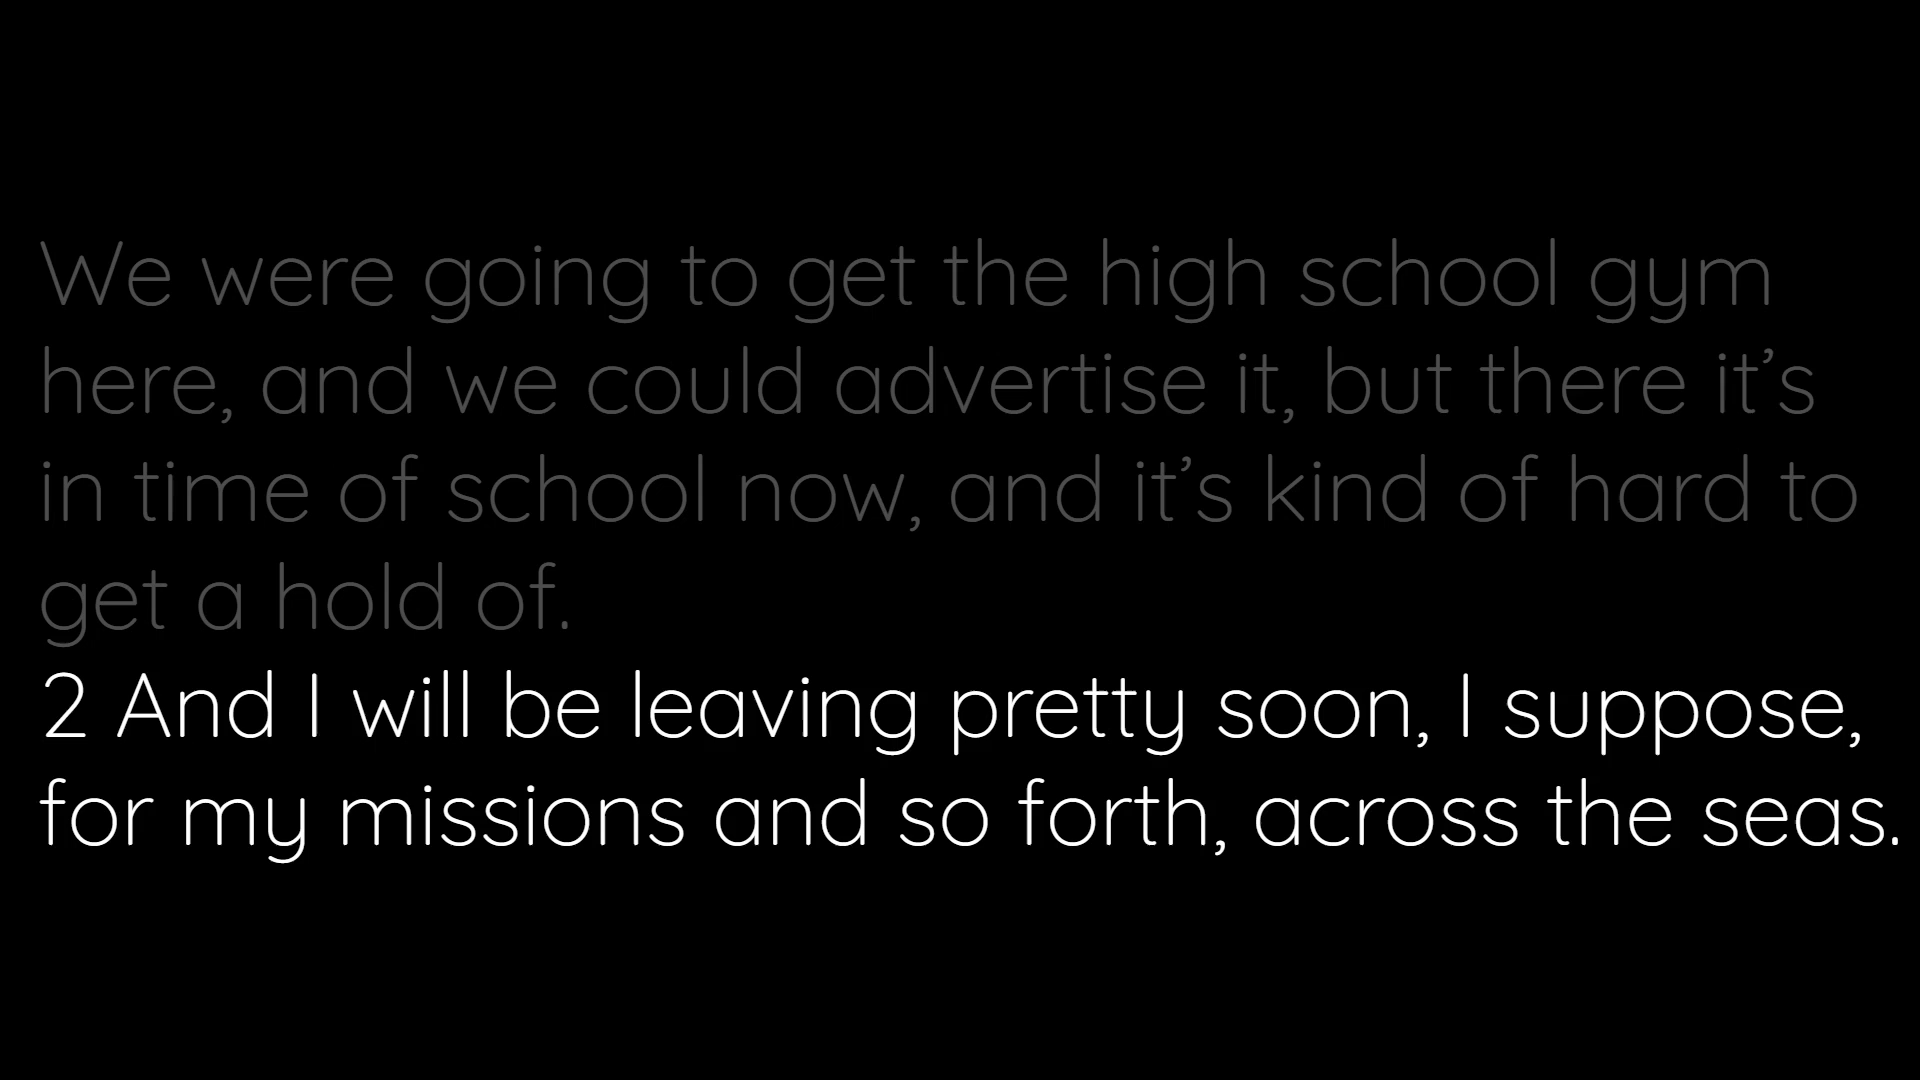 We were going to get the high school gym
here, and we could advertise it, but there it’s
in time of school now, and it’s kind of hard to
get a hold of.
2 And I will be leaving pretty soon, I suppose,
for my missions and so forth, across the seas.